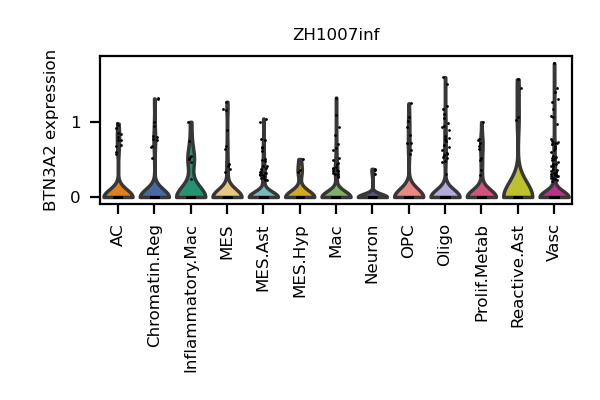 ZH1007inf
BTN3A2 expression
1
0
AC
Chromatin.Reg
Inflammatory.Mac
MES
MES.Ast
MES.Hyp
Mac
Neuron
OPC
Oligo
Prolif.Metab
Reactive.Ast
Vasc